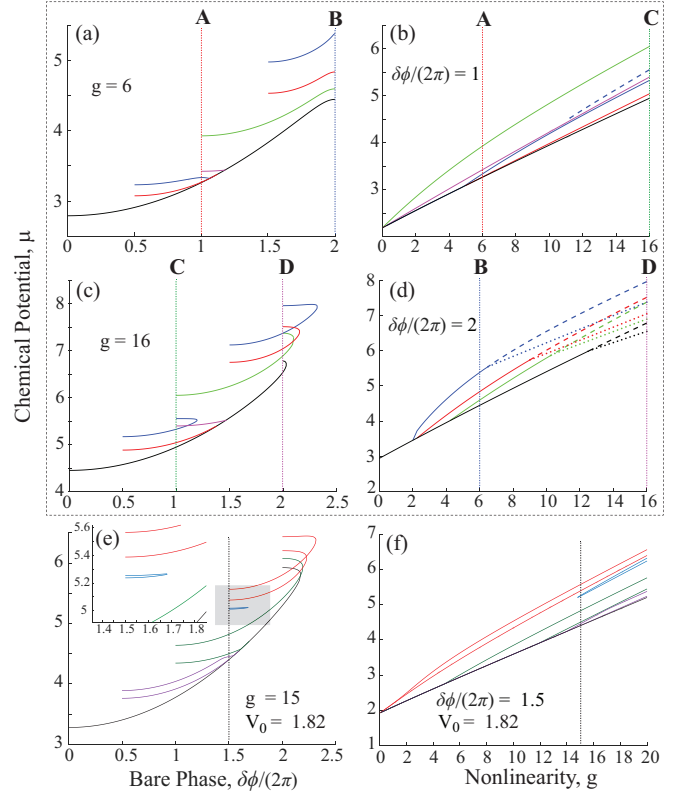 A B A C
(a) (b)
g = 6
δϕ/(2π) = 1
5
4
3
6
5
4
3
2
0 0.5 1 1.5 2
0 2 4 6 8 10 12 14 16
C D B D
(c) (d)
g = 16
δϕ/(2π) = 2
8
7
6
5
4
8
7
6
5
4
3
2
0 0.5 1 1.5 2 2.5
0 2 4 6 8 10 12 14 16
Chemical Potential, μ
(e) (f)
5.6
5.4
5.2
5
1.4 1.5 1.6 1.7 1.8
g = 15
V₀ = 1.82
δϕ/(2π) = 1.5
V₀ = 1.82
6
5
4
3
7
6
5
4
3
2
1
0 0.5 1 1.5 2 2.5
0 2 4 6 8 10 12 14 16 18 20
Bare Phase, δϕ/(2π)
Nonlinearity, g